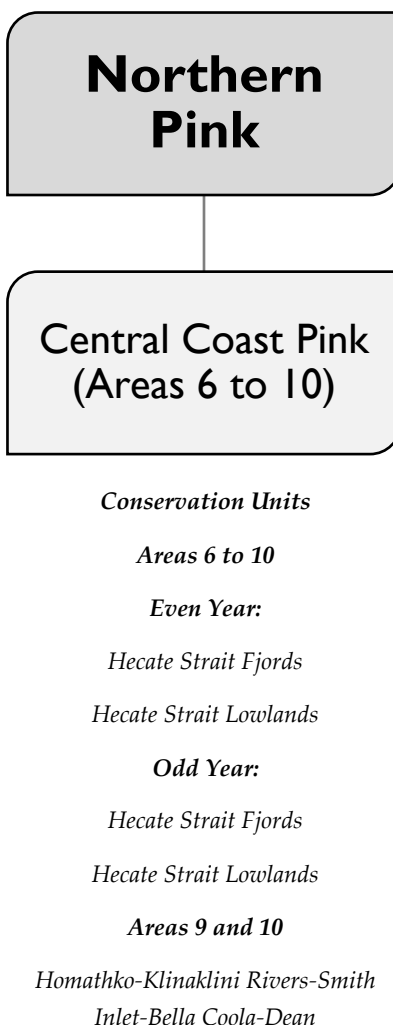 Northern
Pink
Central Coast Pink
(Areas 6 to 10)
Conservation Units
Areas 6 to 10
Even Year:
Hecate Strait Fjords
Hecate Strait Lowlands
Odd Year:
Hecate Strait Fjords
Hecate Strait Lowlands
Areas 9 and 10
Homathko-Klinaklini Rivers-Smith
Inlet-Bella Coola-Dean